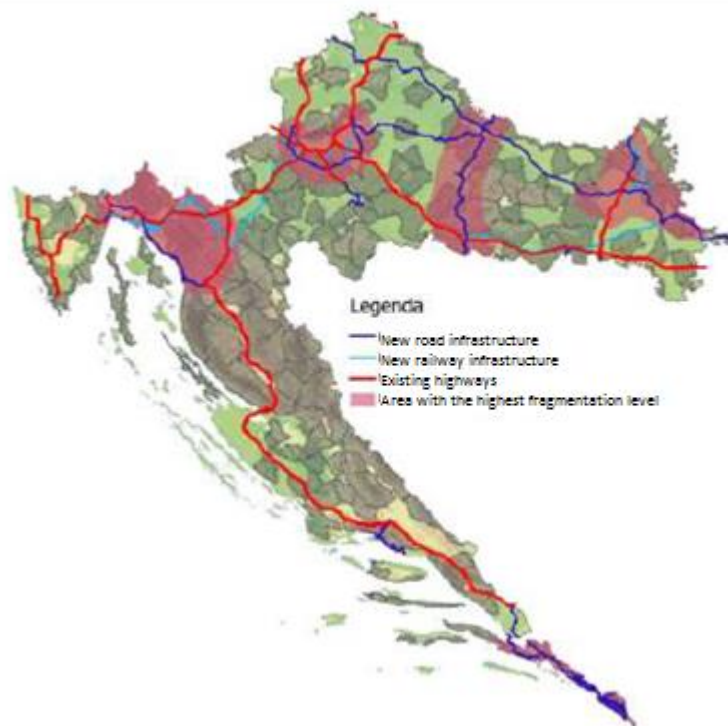 Legenda
New road infrastructure
New railway infrastructure
Existing highways
Area with the highest fragmentation level